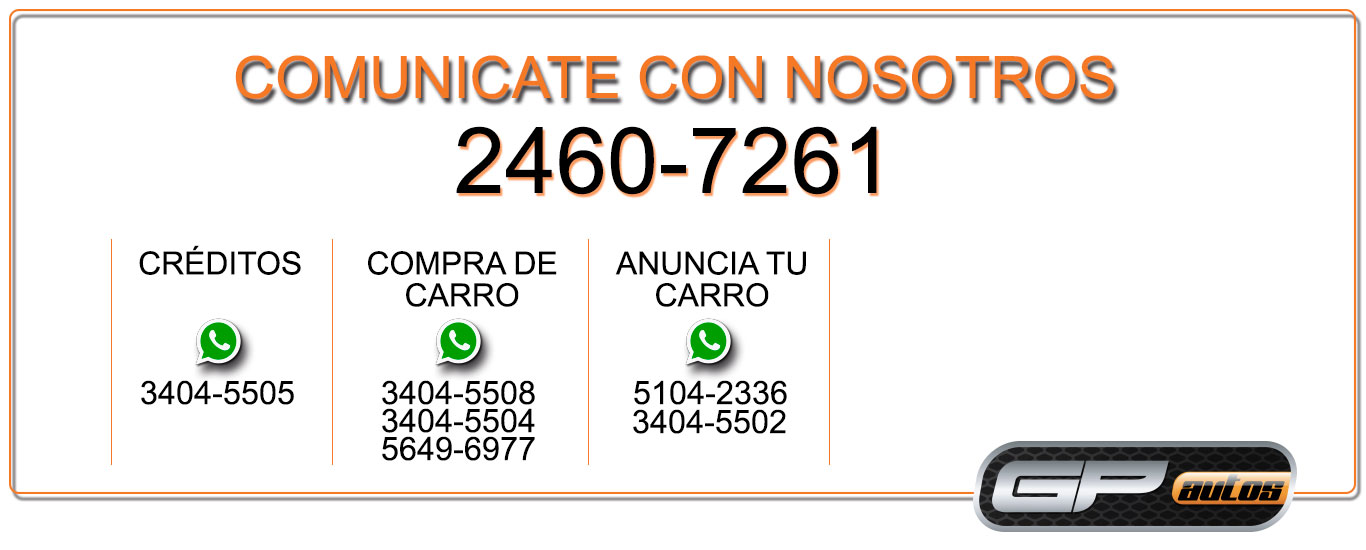 COMUNICATE CON NOSOTROS
2460-7261
CRÉDITOS
3404-5505
COMPRA DE
CARRO
3404-5508
3404-5504
5649-6977
ANUNCIA TU
CARRO
5104-2336
3404-5502
GP autos